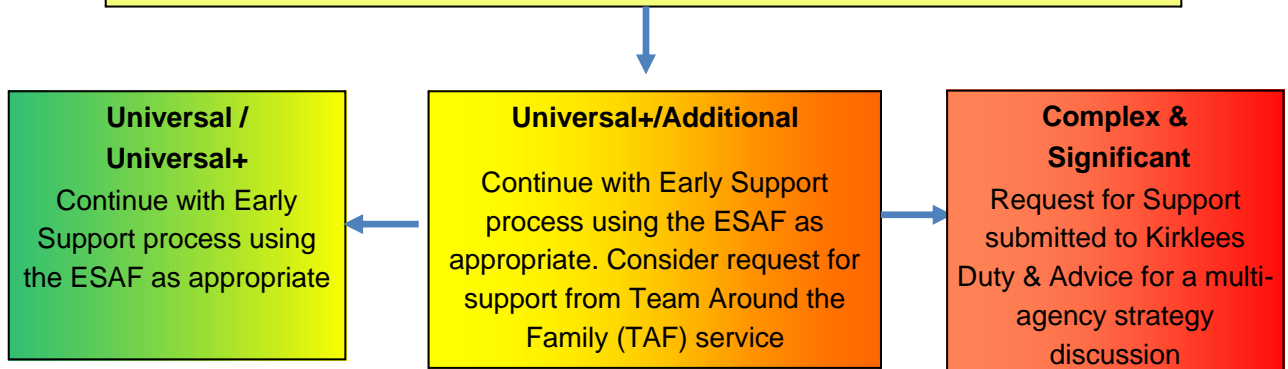 Universal /
Universal+
Continue with Early
Support process using
the ESAF as appropriate
Universal+/Additional
Continue with Early Support
process using the ESAF as
appropriate. Consider request for
support from Team Around the
Family (TAF) service
Complex &
Significant
Request for Support
submitted to Kirklees
Duty & Advice for a multi-
agency strategy
discussion